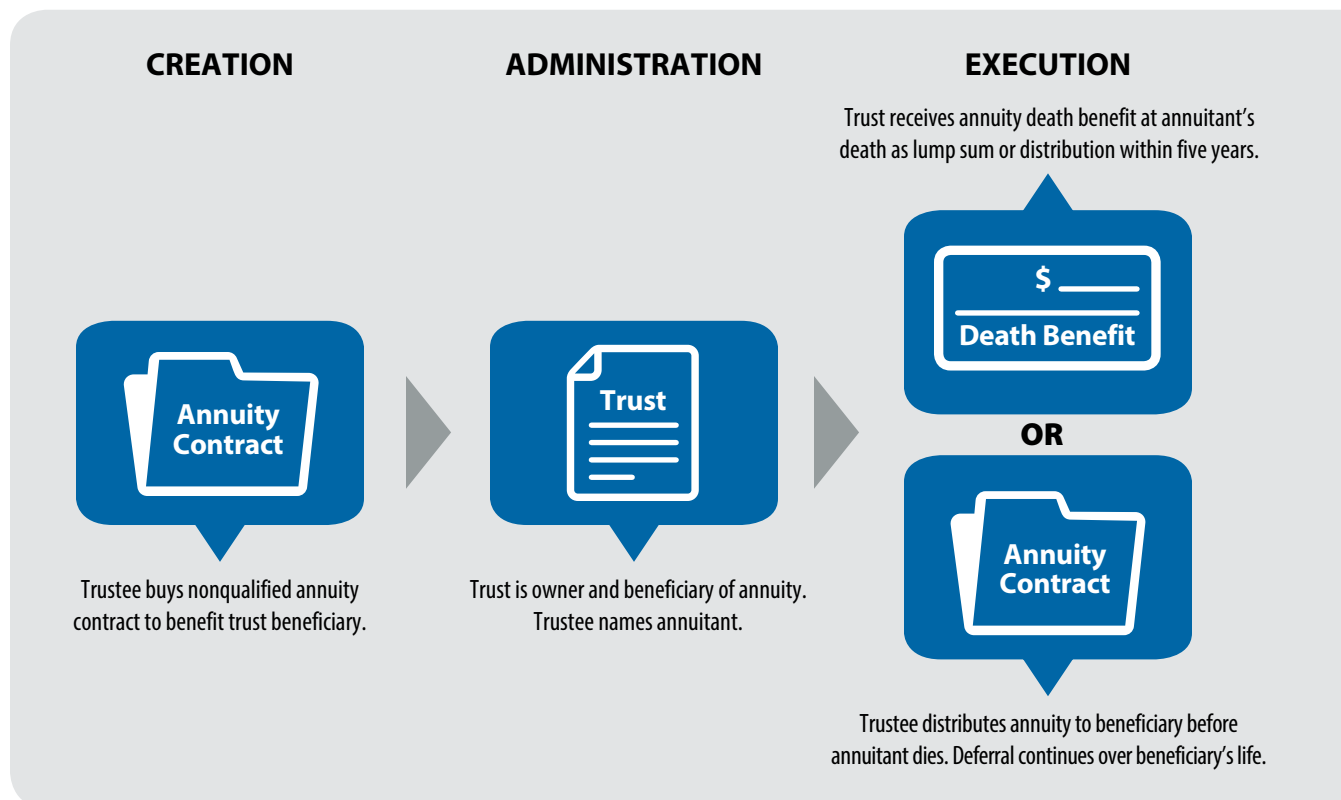 CREATION
Annuity
Contract
Trustee buys nonqualified annuity
contract to benefit trust beneficiary.
ADMINISTRATION
Trust
Trust is owner and beneficiary of annuity.
Trustee names annuitant.
EXECUTION
Trust receives annuity death benefit at annuitant’s
death as lump sum or distribution within five years.
$
Death Benefit
OR
Annuity
Contract
Trustee distributes annuity to beneficiary before
annuitant dies. Deferral continues over beneficiary’s life.